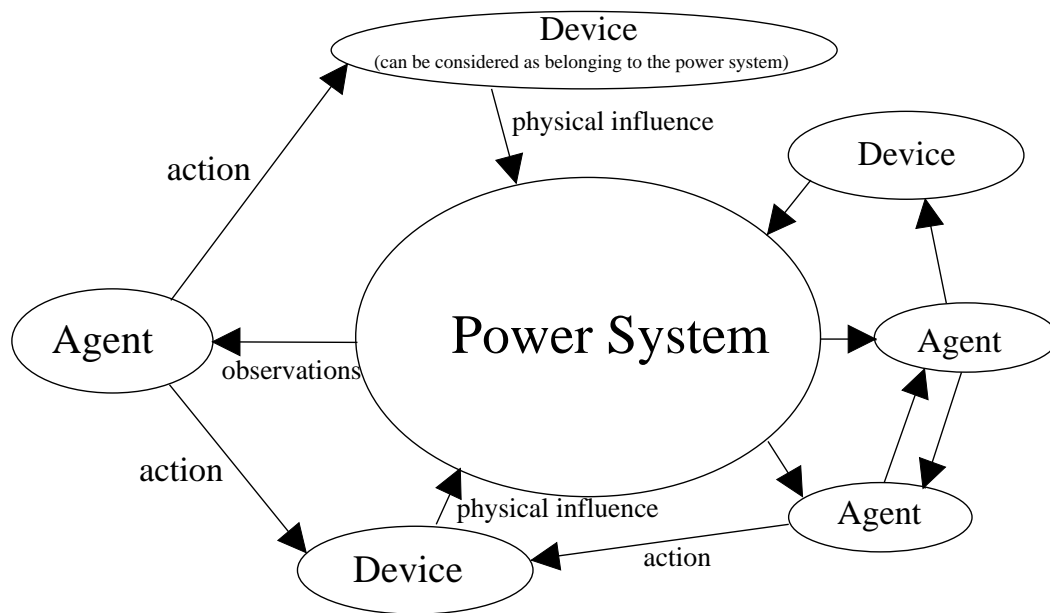 Device
(can be considered as belonging to the power system)
physical influence
Device
action
Power System
Agent
Agent
observations
action
physical influence
Agent
action
Device